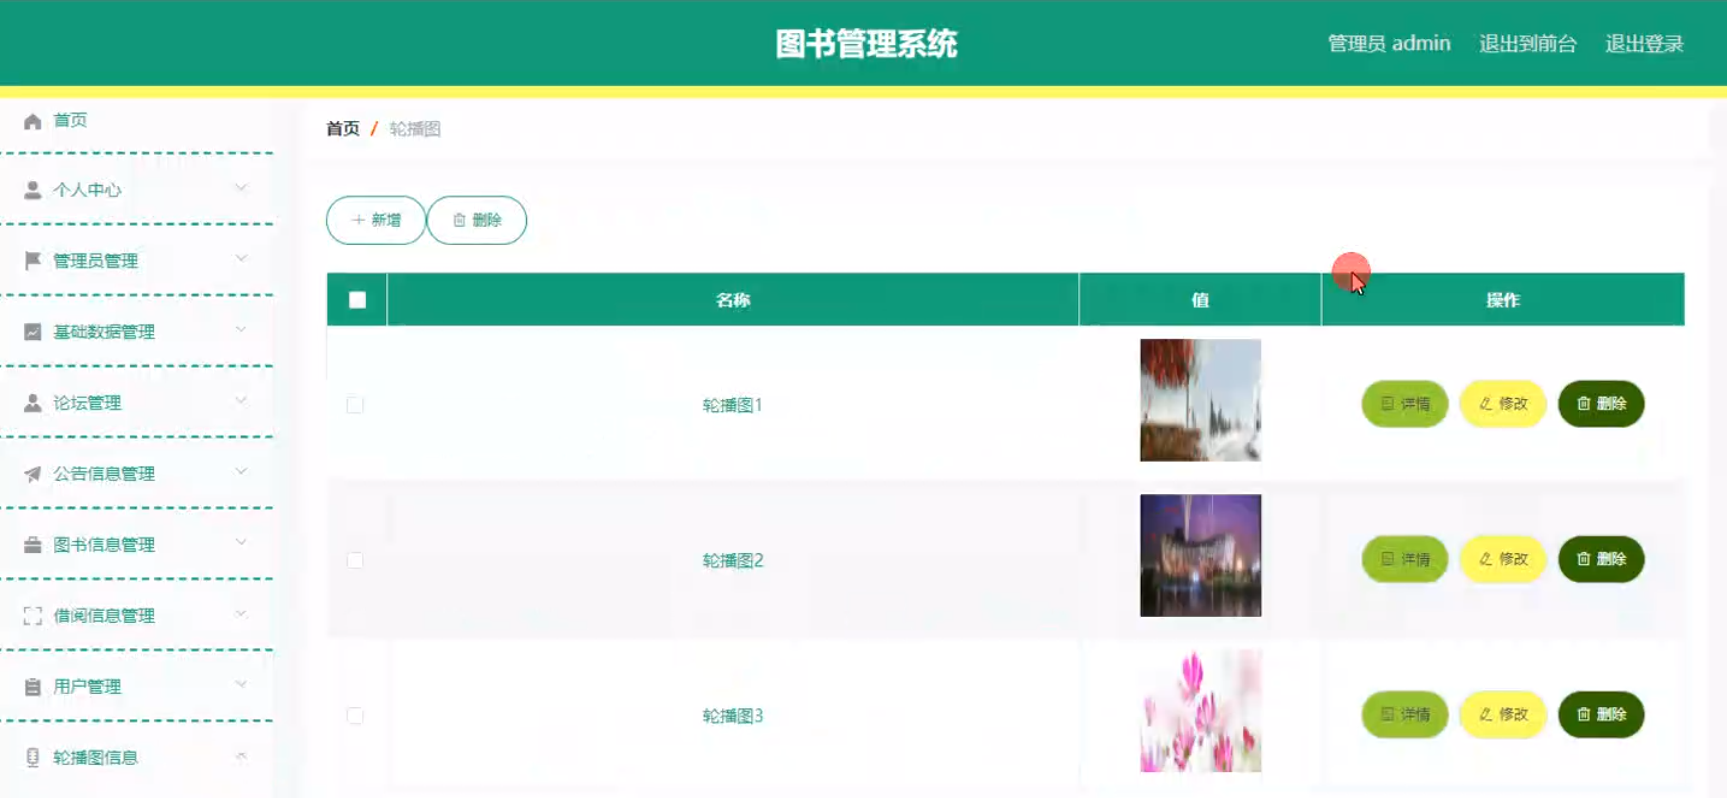 图书管理系统
管理员 admin 退出到前台 退出登录
首页
个人中心
管理员管理
基础数据管理
论坛管理
公告信息管理
图书信息管理
借阅信息管理
用户管理
轮播图信息
首页 / 轮播图
新增 删除
名称 值 操作
轮播图1 详情 修改 删除
轮播图2 详情 修改 删除
轮播图3 详情 修改 删除